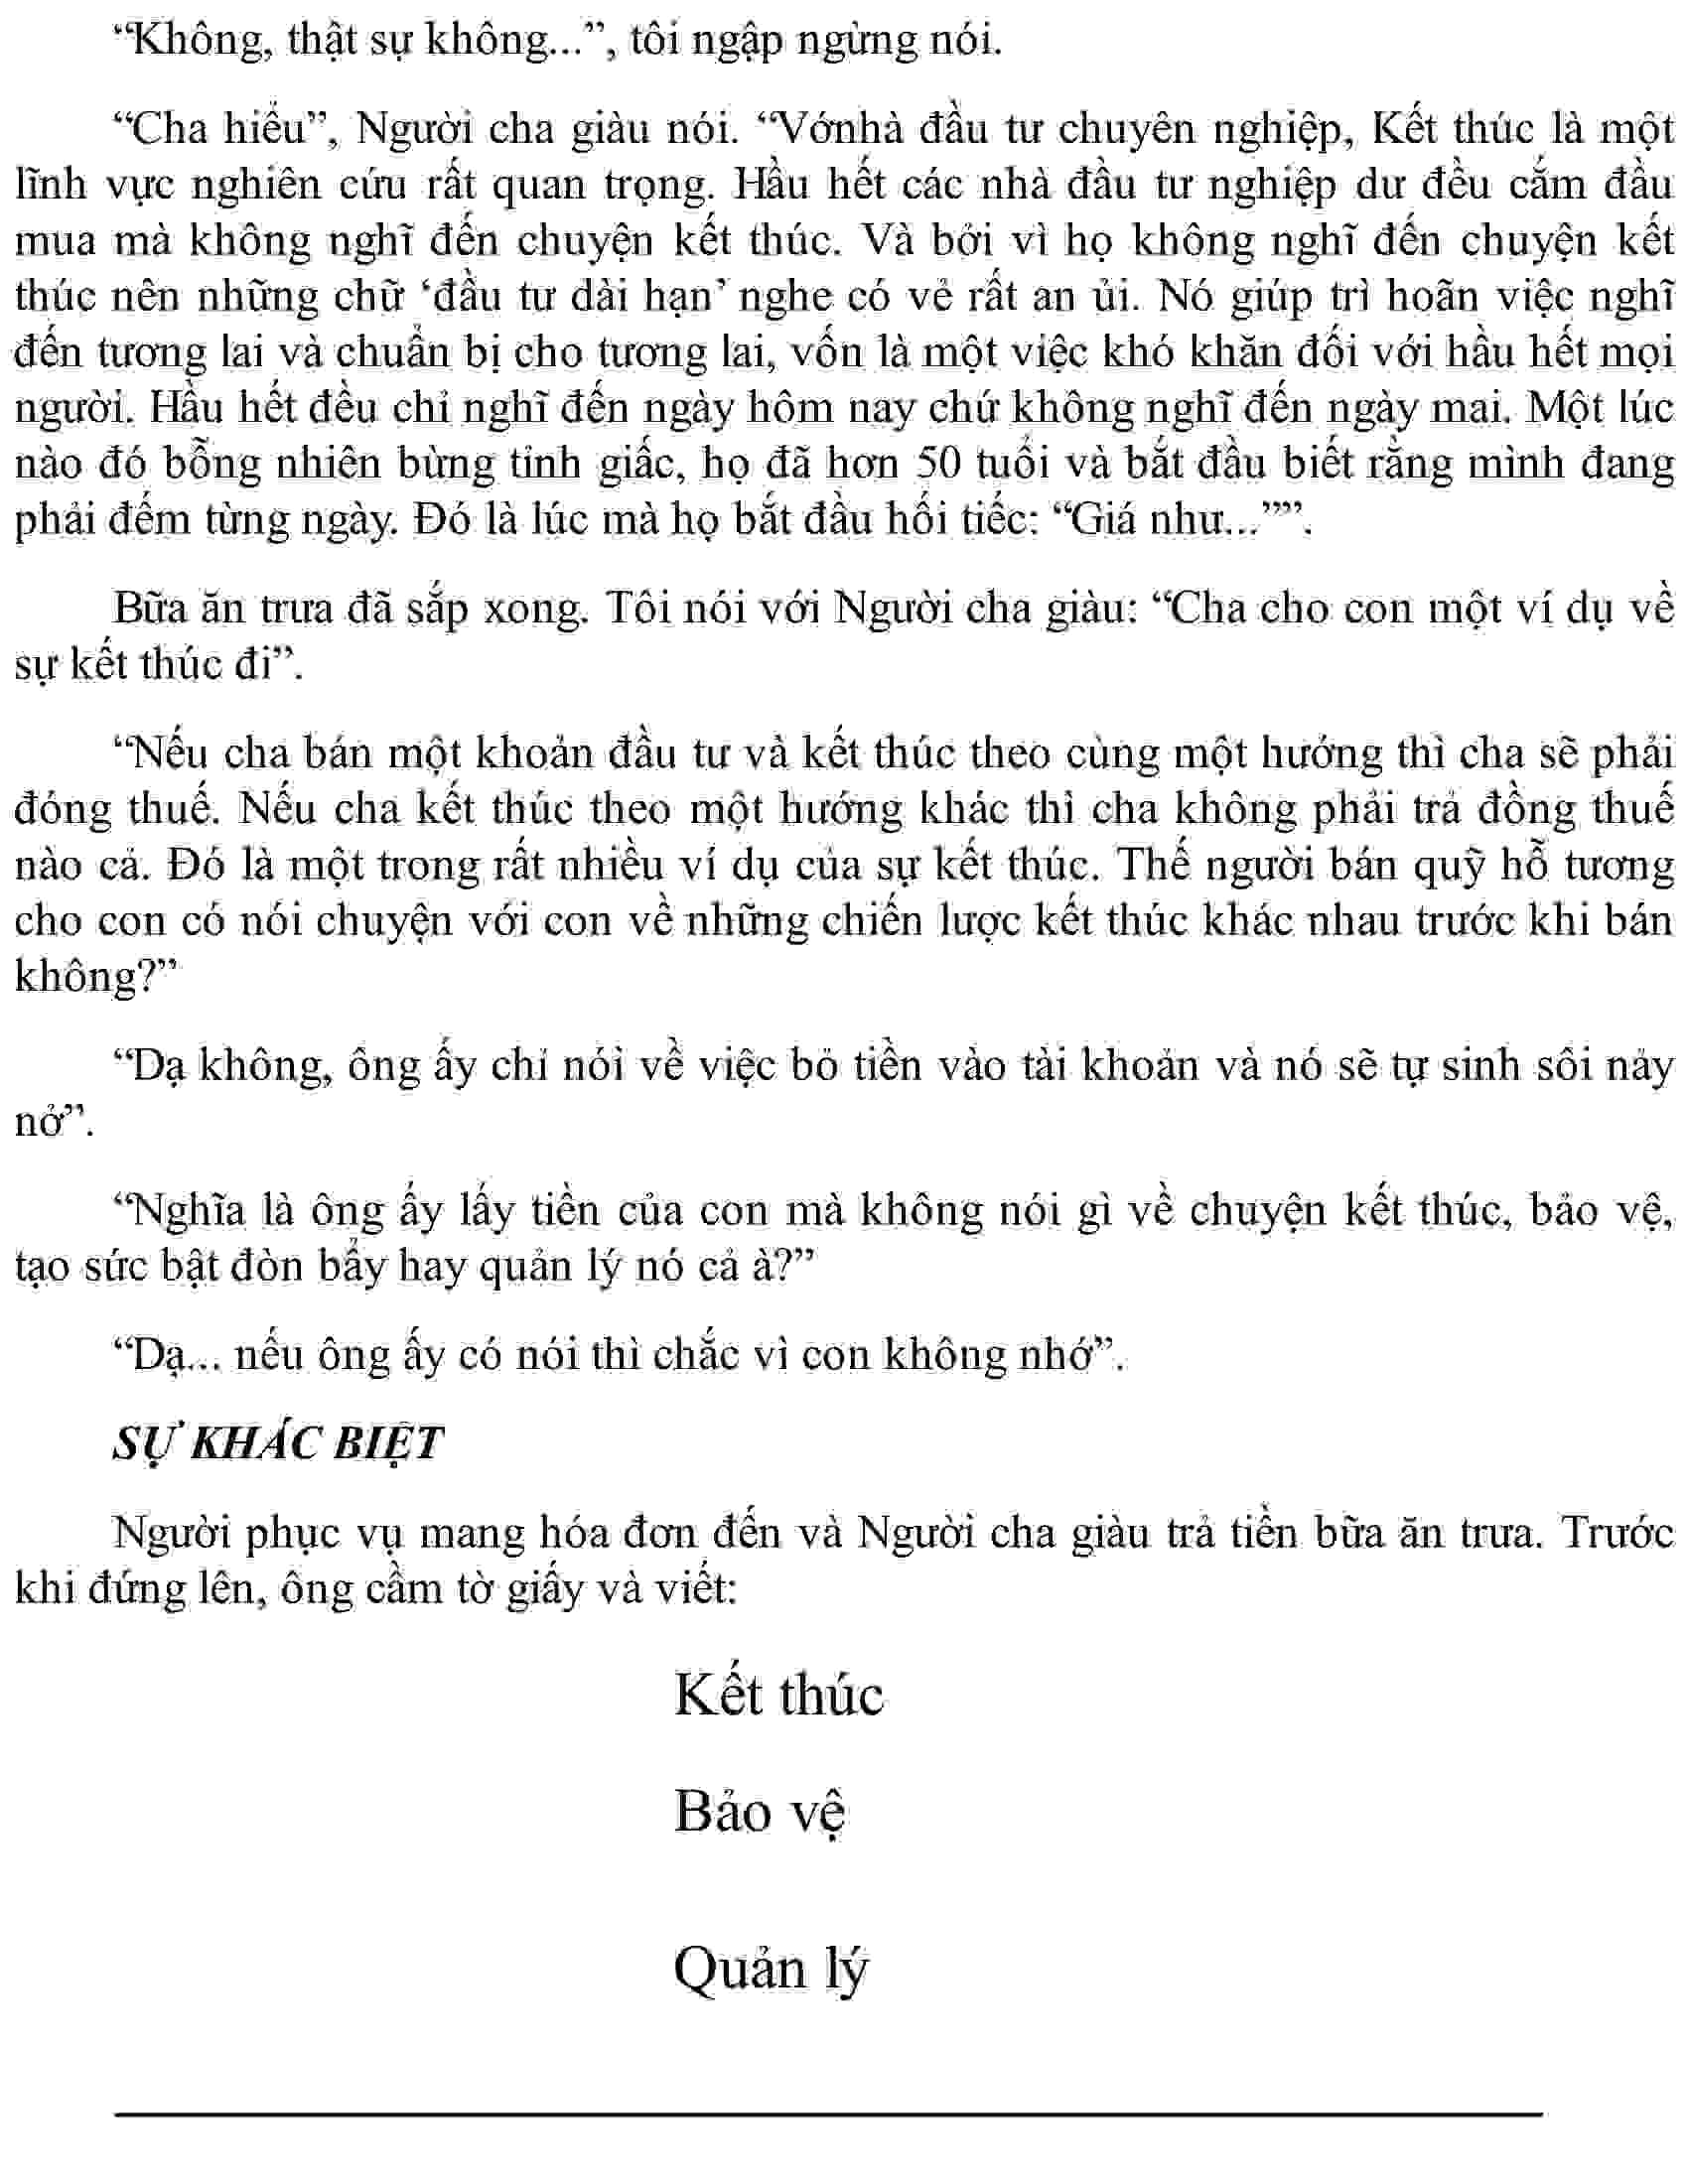 “Không, thật sự không...”, tôi ngập ngừng nói.
“Cha hiểu”, Người cha giàu nói. “Vớnhà đầu tư chuyên nghiệp, Kết thúc là một
lĩnh vực nghiên cứu rất quan trọng. Hầu hết các nhà đầu tư nghiệp dư đều cắm đầu
mua mà không nghĩ đến chuyện kết thúc. Và bởi vì họ không nghĩ đến chuyện kết
thúc nên những chữ ‘đầu tư dài hạn’ nghe có vẻ rất an ủi. Nó giúp trì hoãn việc nghĩ
đến tương lai và chuẩn bị cho tương lai, vốn là một việc khó khăn đối với hầu hết mọi
người. Hầu hết đều chỉ nghĩ đến ngày hôm nay chứ không nghĩ đến ngày mai. Một lúc
nào đó bỗng nhiên bừng tỉnh giấc, họ đã hơn 50 tuổi và bắt đầu biết rằng mình đang
phải đếm từng ngày. Đó là lúc mà họ bắt đầu hối tiếc: “Giá như...””.
Bữa ăn trưa đã sắp xong. Tôi nói với Người cha giàu: “Cha cho con một ví dụ về
sự kết thúc đi”.
“Nếu cha bán một khoản đầu tư và kết thúc theo cùng một hướng thì cha sẽ phải
đóng thuế. Nếu cha kết thúc theo một hướng khác thì cha không phải trả đồng thuế
nào cả. Đó là một trong rất nhiều ví dụ của sự kết thúc. Thế người bán quỹ hỗ tương
cho con có nói chuyện với con về những chiến lược kết thúc khác nhau trước khi bán
không?”
“Dạ không, ông ấy chỉ nói về việc bỏ tiền vào tài khoản và nó sẽ tự sinh sôi nảy
nở”.
“Nghĩa là ông ấy lấy tiền của con mà không nói gì về chuyện kết thúc, bảo vệ,
tạo sức bật đòn bẩy hay quản lý nó cả à?”
“Dạ... nếu ông ấy có nói thì chắc vì con không nhớ”.
SỰ KHÁC BIỆT
Người phục vụ mang hóa đơn đến và Người cha giàu trả tiền bữa ăn trưa. Trước
khi đứng lên, ông cầm tờ giấy và viết:
Kết thúc
Bảo vệ
Quản lý